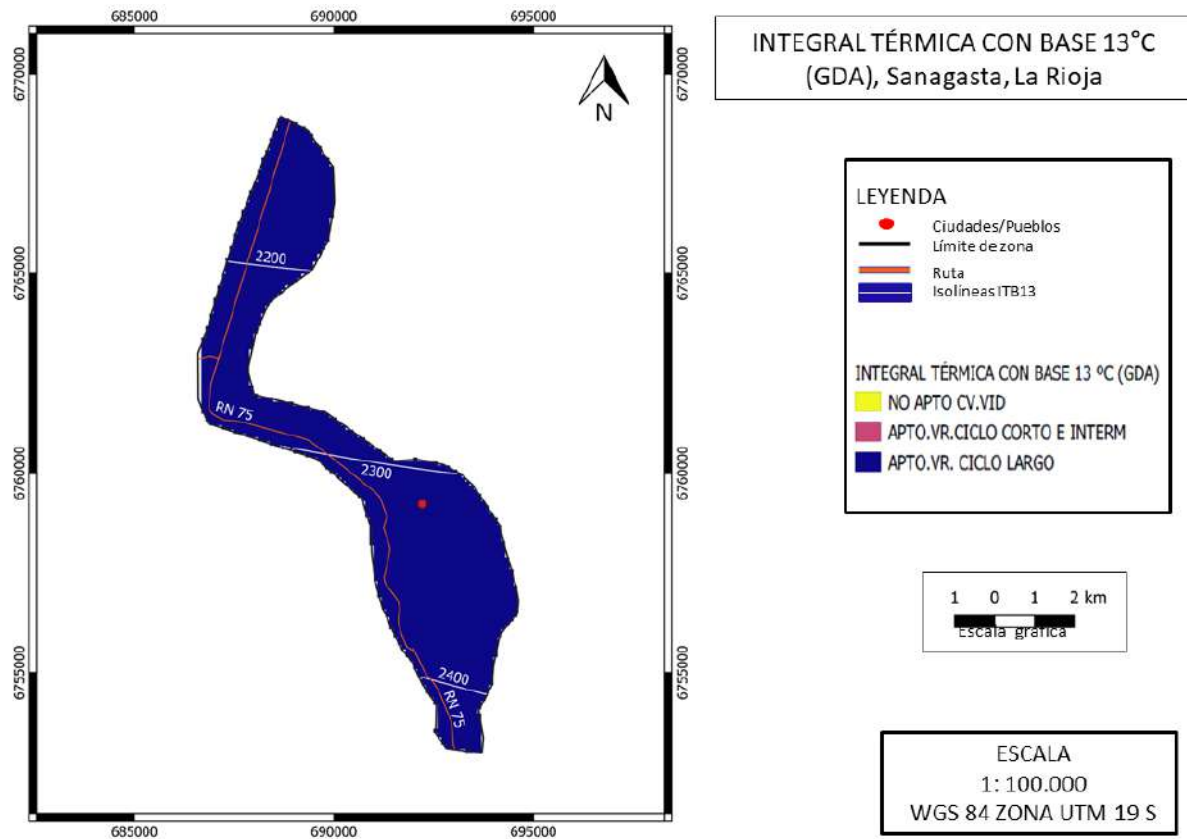 INTEGRAL TÉRMICA CON BASE 13°C
(GDA), Sanagasta, La Rioja
685000 690000 695000
6770000 6770000
N
2200
6765000 6765000
RN 75
2300
6760000 6760000
2400
6755000 6755000
RN 75
685000 690000 695000
LEYENDA
Ciudades/Pueblos
Límite de zona
Ruta
Isolíneas ITB13
INTEGRAL TÉRMICA CON BASE 13 ºC (GDA)
NO APTO CV.VID
APTO.VR.CICLO CORTO E INTERM
APTO.VR. CICLO LARGO
1 0 1 2 km
Escala gráfica
ESCALA
1: 100.000
WGS 84 ZONA UTM 19 S